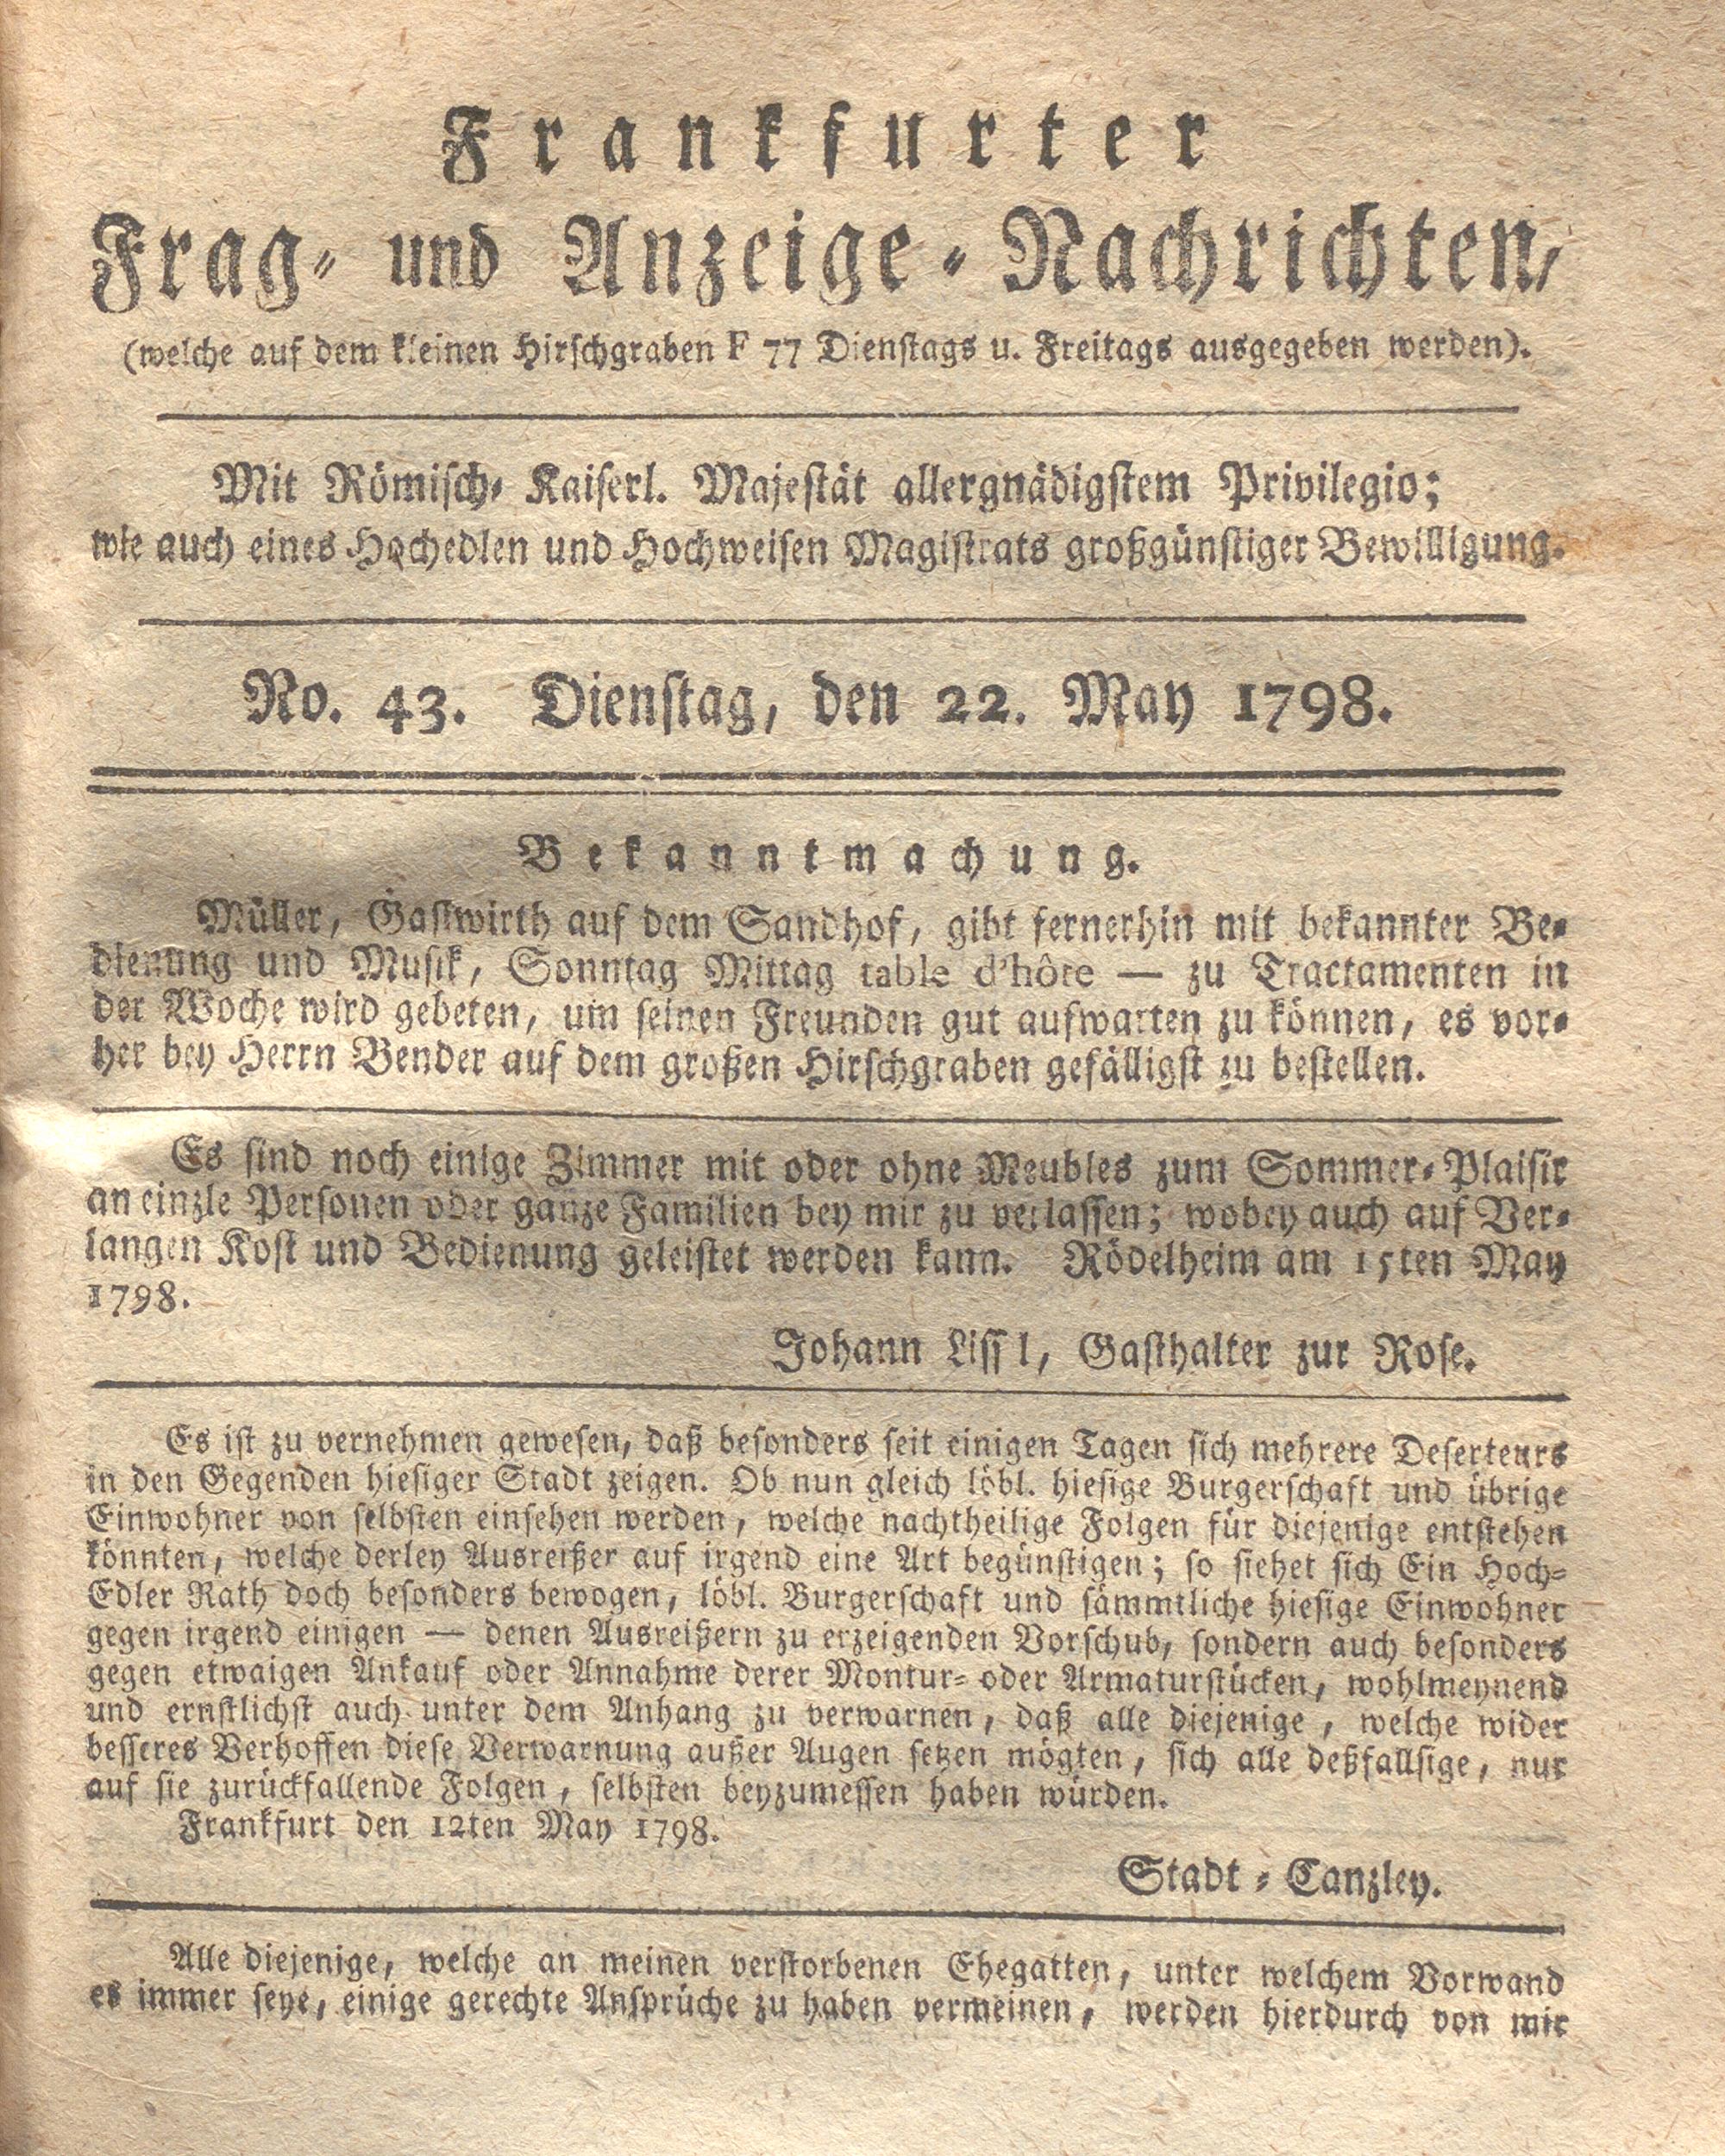 Frankfurter
Frag- und Anzeige-Nachrichten,
(welche auf dem kleinen Hirschgraben F 77 Dienstags u. Freitags ausgegeben werden).
Mit Römisch- Kaiserl. Majestät allergnädigstem Privilegio;
wie auch eines Hochedlen und Hochweisen Magistrats großgünstiger Bewilligung.
No. 43. Dienstag, den 22. May 1798.
Bekanntmachung.
Müller, Gastwirth auf dem Sandhof, gibt fernerhin mit bekannter Be-
dienung und Musik, Sonntag Mittag table d'hôte — zu Tractamenten in
der Woche wird gebeten, um seinen Freunden gut aufwarten zu können, es vor-
her bey Herrn Bender auf dem großen Hirschgraben gefälligst zu bestellen.
Es sind noch einige Zimmer mit oder ohne Meubles zum Sommer-Plaisir
an einzle Personen oder ganze Familien bey mir zu verlassen; wobey auch auf Ver-
langen Kost und Bedienung geleistet werden kann. Rödelheim am 15ten May
1798.
Johann Liss l, Gasthalter zur Rose.
Es ist zu vernehmen gewesen, daß besonders seit einigen Tagen sich mehrere Deserteurs
in den Gegenden hiesiger Stadt zeigen. Ob nun gleich löbl. hiesige Burgerschaft und übrige
Einwohner von selbsten einsehen werden, welche nachtheilige Folgen für diejenige entstehen
könnten, welche derley Ausreißer auf irgend eine Art begünstigen; so siehet sich Ein Hoch-
Edler Rath doch besonders bewogen, löbl. Burgerschaft und sämmtliche hiesige Einwohner
gegen irgend einigen — denen Ausreißern zu erzeigenden Vorschub, sondern auch besonders
gegen etwaigen Ankauf oder Annahme derer Montur- oder Armaturstücken, wohlmeynend
und ernstlichst auch unter dem Anhang zu verwarnen, daß alle diejenige, welche wider
besseres Verhoffen diese Verwarnung außer Augen setzen mögten, sich alle deßfallsige, nur
auf sie zurückfallende Folgen, selbsten beyzumessen haben würden.
Frankfurt den 12ten May 1798.
Stadt-Canzley.
Alle diejenige, welche an meinen verstorbenen Ehegatten, unter welchem Vorwand
es immer seye, einige gerechte Ansprüche zu haben vermeinen, werden hierdurch von mir